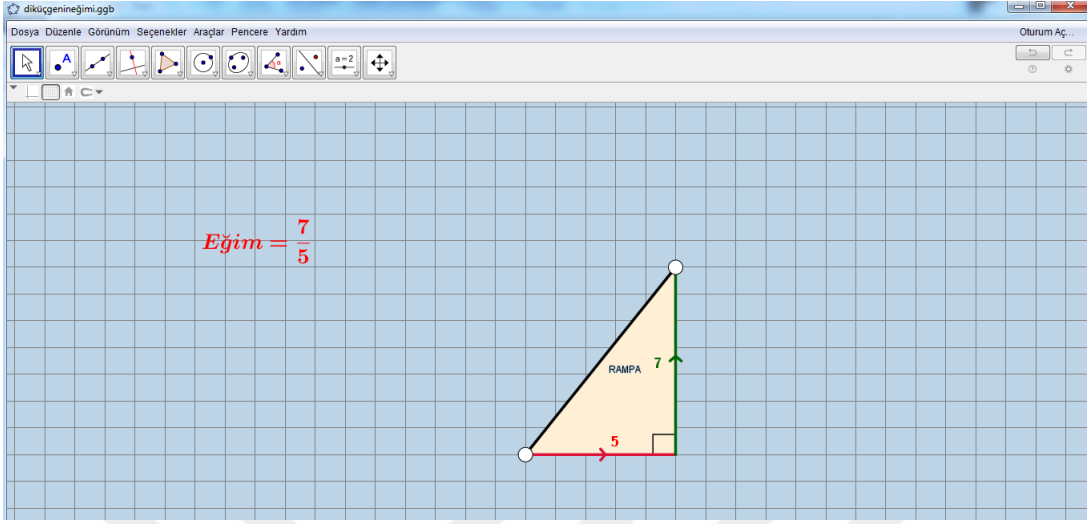 diküçgenineğimi.ggb
Dosya Düzenle Görünüm Seçenekler Araçlar Pencere Yardım Oturum Aç...
A
a=2
Eğim = 7/5
RAMPA 7
5